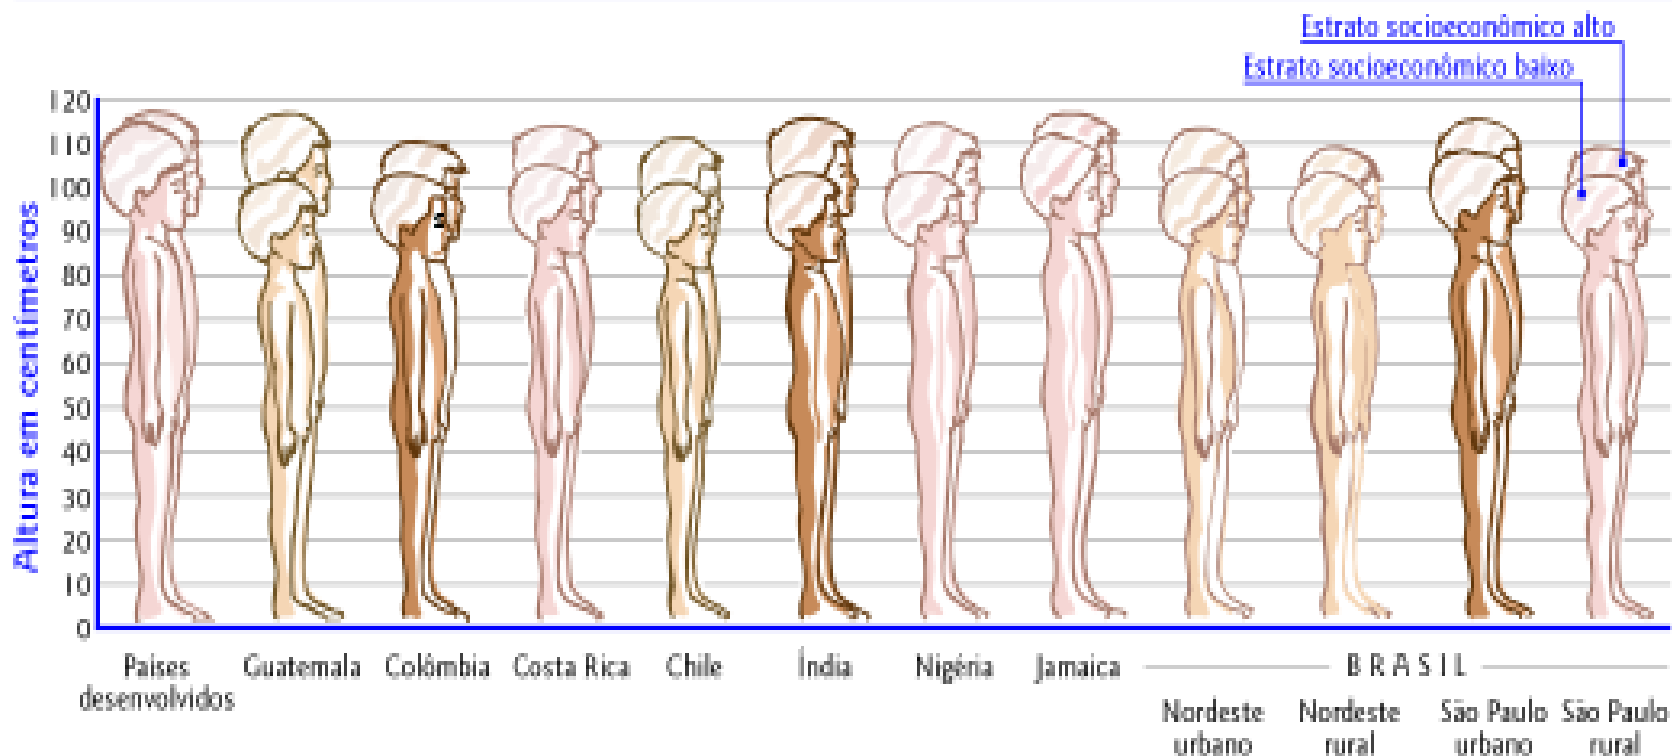 Estrato socioeconômico alto
Estrato socioeconômico baixo
Altura em centímetros
120
110
100
90
80
70
60
50
40
30
20
10
0
Países desenvolvidos
Guatemala
Colômbia
Costa Rica
Chile
Índia
Nigéria
Jamaica
BRASIL
Nordeste urbano
Nordeste rural
São Paulo urbano
São Paulo rural